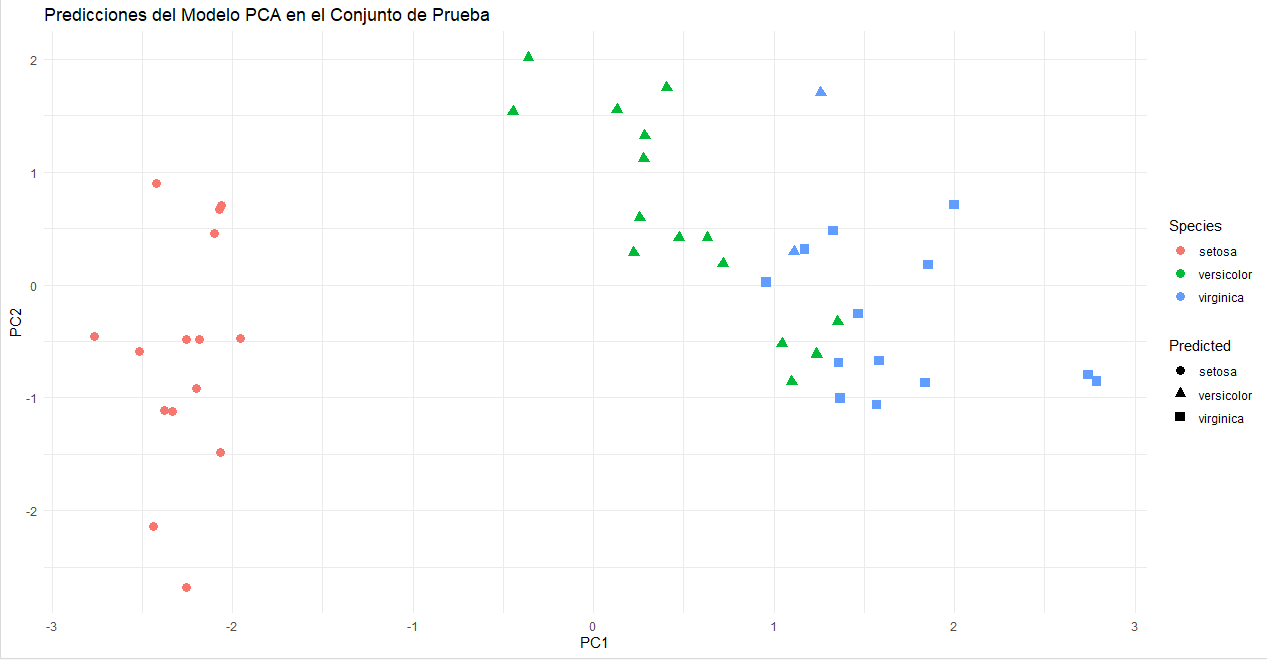 Predicciones del Modelo PCA en el Conjunto de Prueba
2
1
0
-1
-2
PC2
-3
-2
-1
0
1
2
3
PC1
Species
setosa
versicolor
virginica
Predicted
setosa
versicolor
virginica